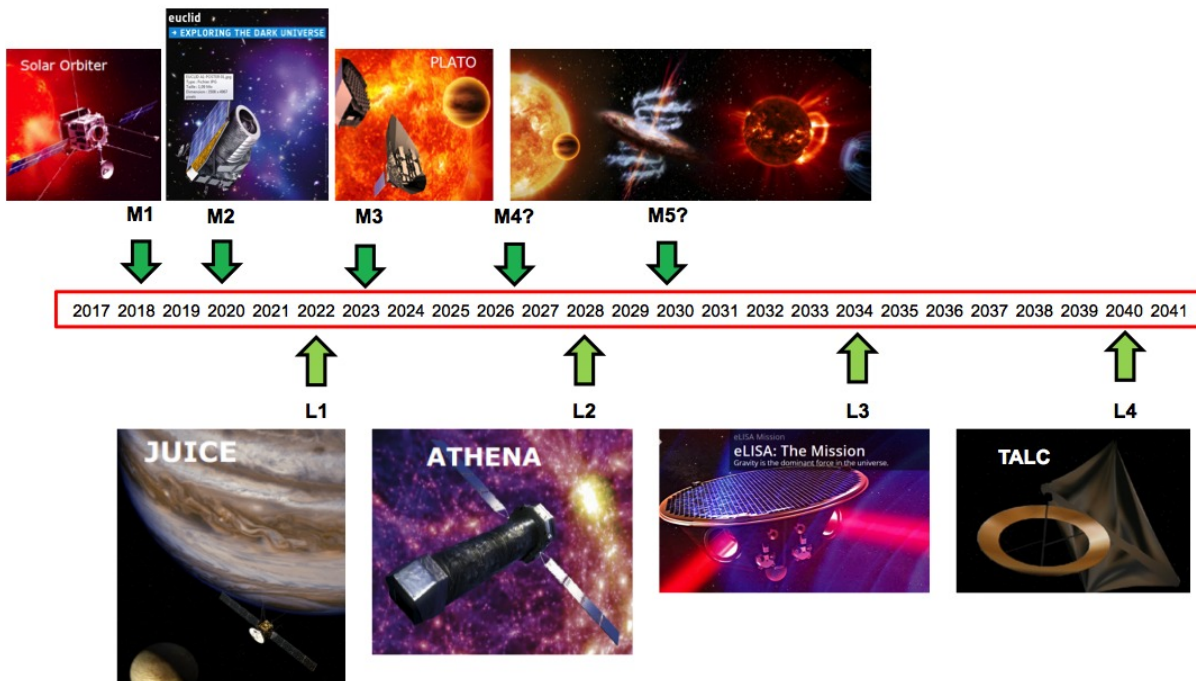 euclid
→ EXPLORING THE DARK UNIVERSE
Solar Orbiter
PLATO
M1
M2
M3
M4?
M5?
2017 2018 2019 2020 2021 2022 2023 2024 2025 2026 2027 2028 2029 2030 2031 2032 2033 2034 2035 2036 2037 2038 2039 2040 2041
L1
L2
L3
L4
JUICE
ATHENA
eLISA Mission
eLISA: The Mission
Gravity is the dominant force in the universe.
TALC